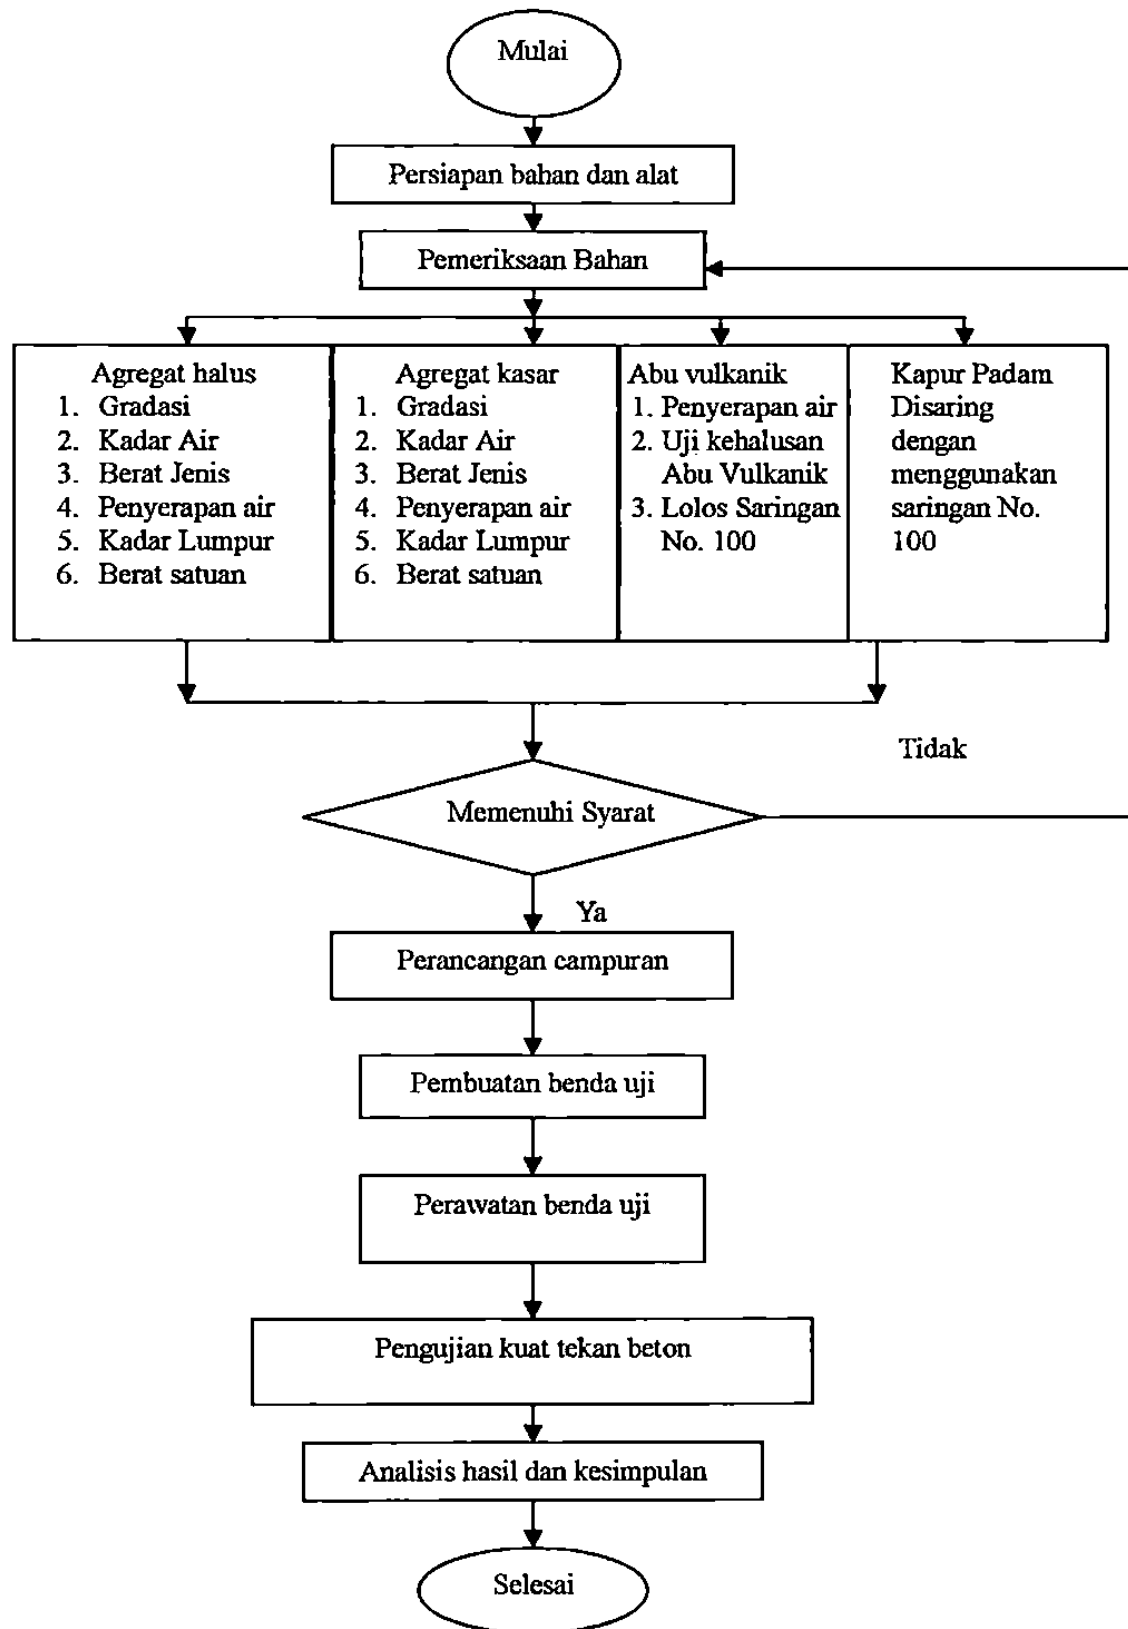 Mulai
Persiapan bahan dan alat
Pemeriksaan Bahan
Agregat halus
1. Gradasi
2. Kadar Air
3. Berat Jenis
4. Penyerapan air
5. Kadar Lumpur
6. Berat satuan
Agregat kasar
1. Gradasi
2. Kadar Air
3. Berat Jenis
4. Penyerapan air
5. Kadar Lumpur
6. Berat satuan
Abu vulkanik
1. Penyerapan air
2. Uji kehalusan
Abu Vulkanik
3. Lolos Saringan
No. 100
Kapur Padam
Disaring
dengan
menggunakan
saringan No.
100
Tidak
Memenuhi Syarat
Ya
Perancangan campuran
Pembuatan benda uji
Perawatan benda uji
Pengujian kuat tekan beton
Analisis hasil dan kesimpulan
Selesai